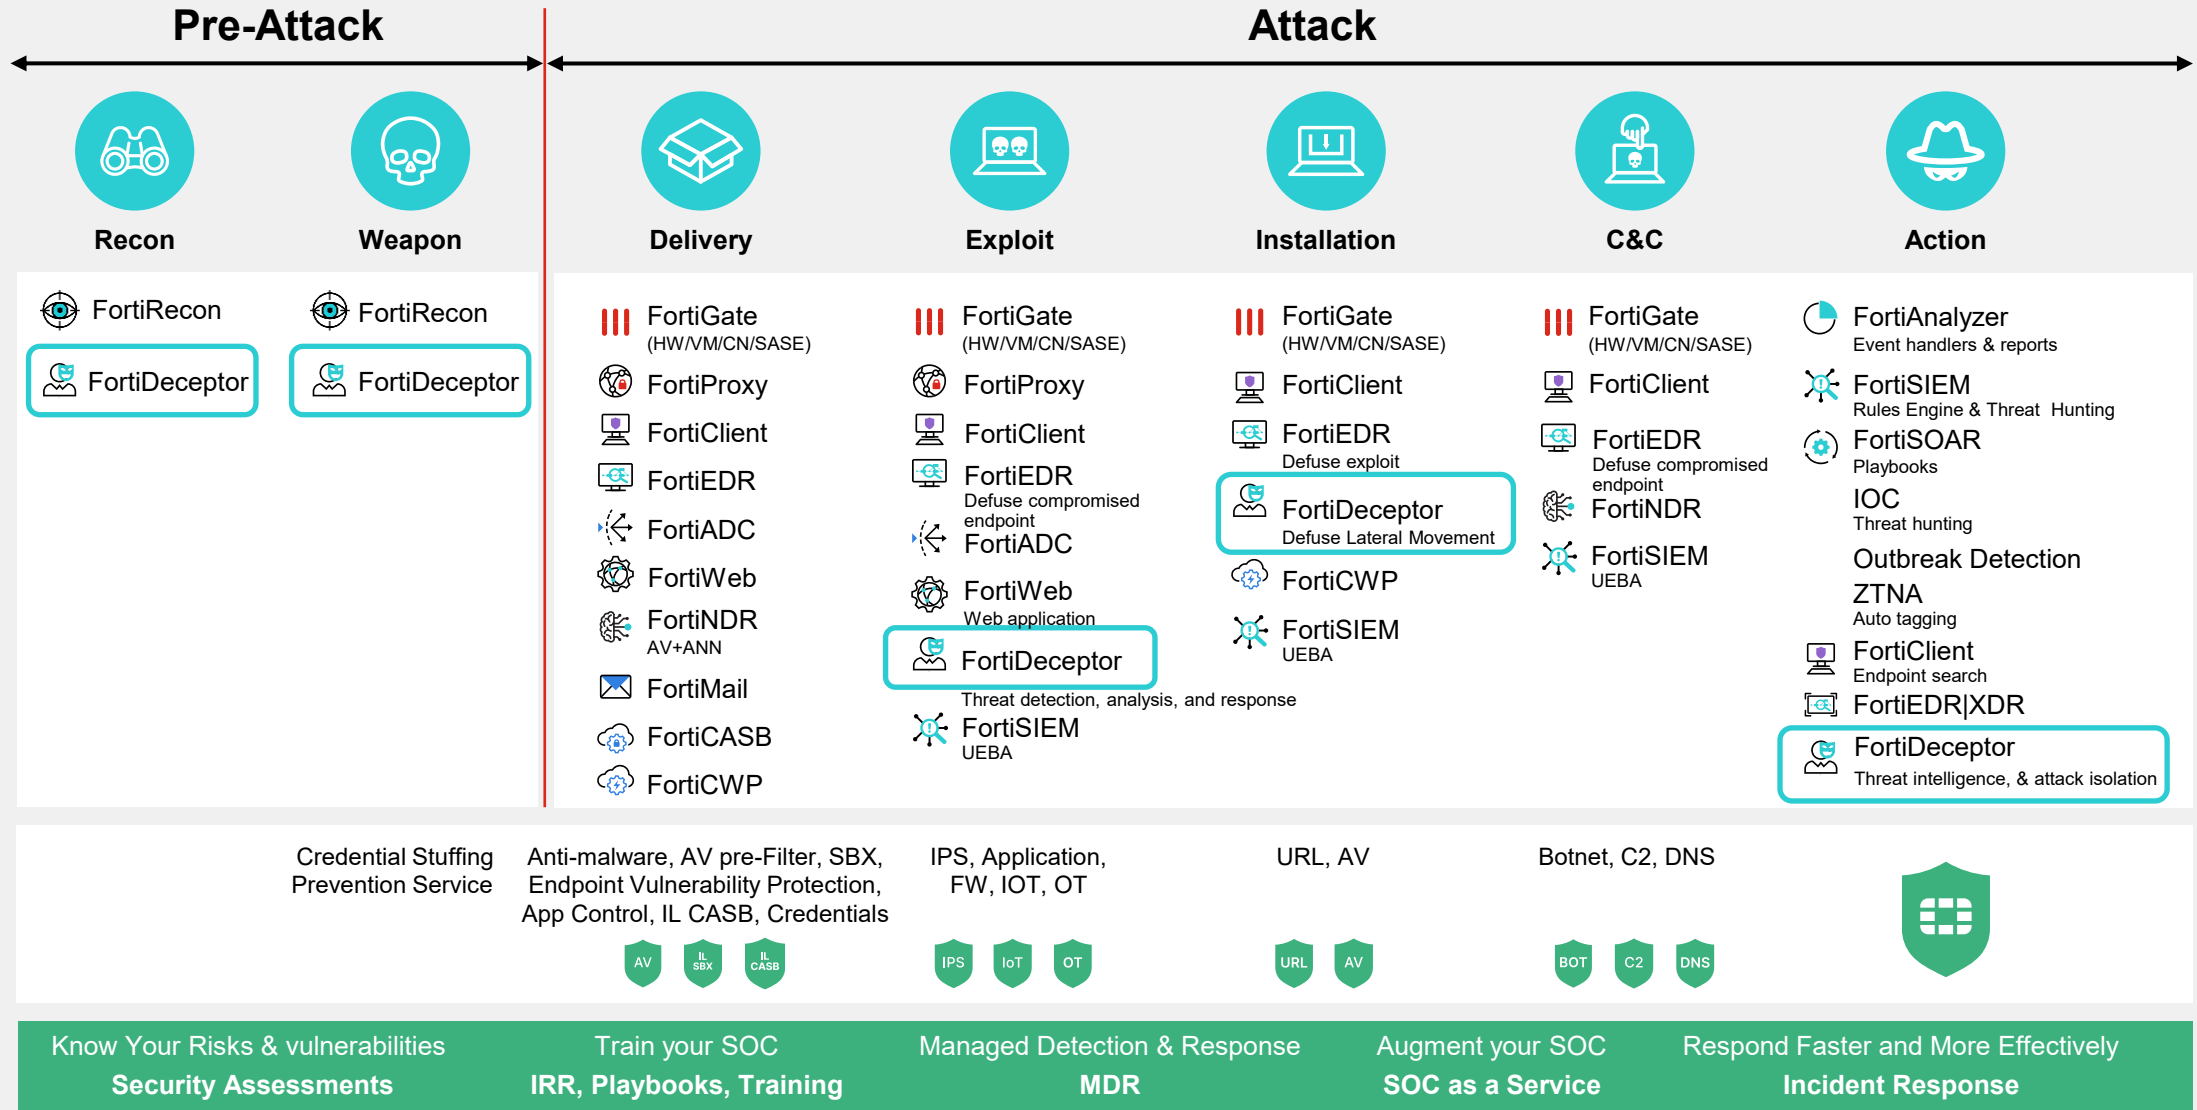 Pre-Attack
Attack
Recon
Weapon
Delivery
Exploit
Installation
C&C
Action
FortiRecon
FortiDeceptor
FortiRecon
FortiDeceptor
FortiGate
(HW/VM/CN/SASE)
FortiProxy
FortiClient
FortiEDR
FortiADC
FortiWeb
FortiNDR
AV+ANN
FortiMail
FortiCASB
FortiCWP
FortiGate
(HW/VM/CN/SASE)
FortiProxy
FortiClient
FortiEDR
Defuse compromised
endpoint
FortiADC
FortiWeb
Web application
FortiDeceptor
Threat detection, analysis, and response
FortiSIEM
UEBA
FortiGate
(HW/VM/CN/SASE)
FortiClient
FortiEDR
Defuse exploit
FortiDeceptor
Defuse Lateral Movement
FortiCWP
FortiSIEM
UEBA
FortiGate
(HW/VM/CN/SASE)
FortiClient
FortiEDR
Defuse compromised
endpoint
FortiNDR
FortiSIEM
UEBA
FortiAnalyzer
Event handlers & reports
FortiSIEM
Rules Engine & Threat Hunting
FortiSOAR
Playbooks
IOC
Threat hunting
Outbreak Detection
ZTNA
Auto tagging
FortiClient
Endpoint search
FortiEDR|XDR
FortiDeceptor
Threat intelligence, & attack isolation
Credential Stuffing
Prevention Service
Anti-malware, AV pre-Filter, SBX,
Endpoint Vulnerability Protection,
App Control, IL CASB, Credentials
AV
IL
SBX
IL
CASB
IPS, Application,
FW, IOT, OT
IPS
IoT
OT
URL, AV
URL
AV
Botnet, C2, DNS
BOT
C2
DNS
Know Your Risks & vulnerabilities
Security Assessments
Train your SOC
IRR, Playbooks, Training
Managed Detection & Response
MDR
Augment your SOC
SOC as a Service
Respond Faster and More Effectively
Incident Response